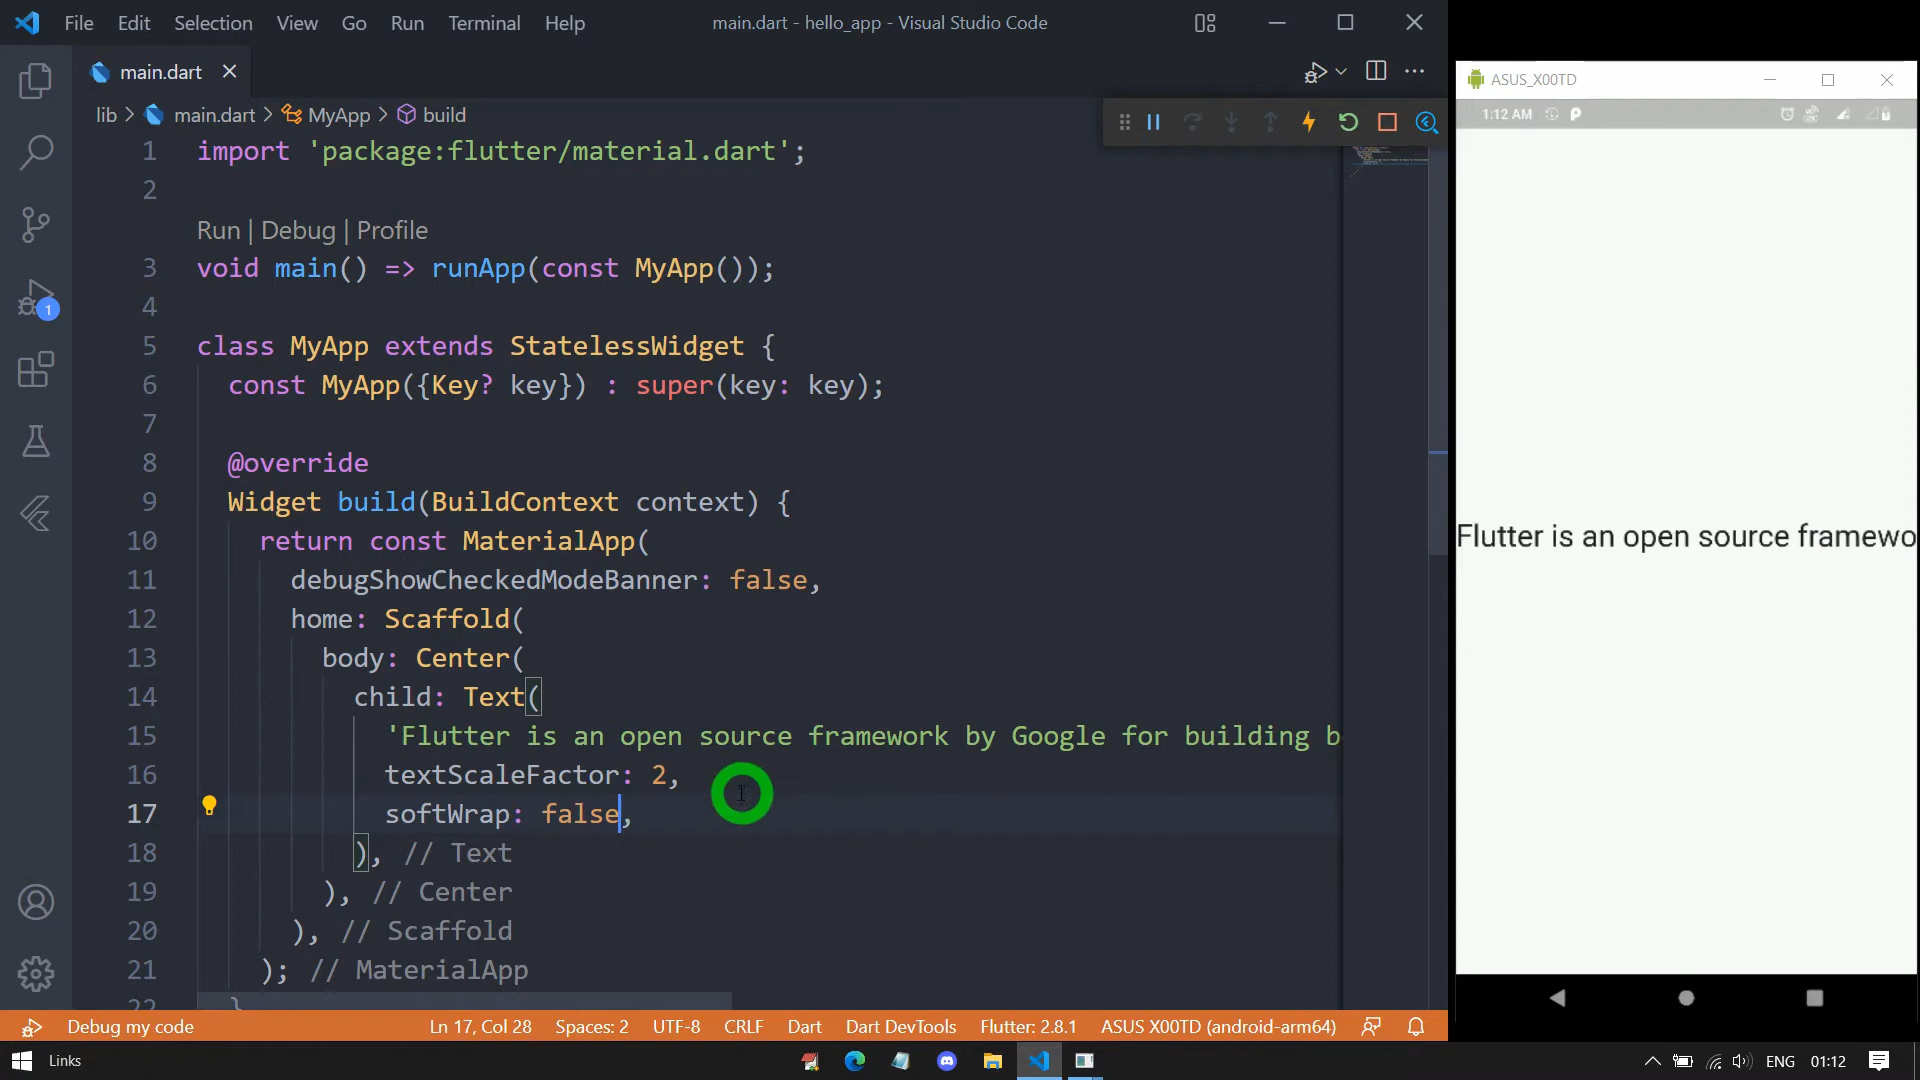 File Edit Selection View Go Run Terminal Help
main.dart - hello_app - Visual Studio Code
main.dart
lib > main.dart > MyApp > build
1 import 'package:flutter/material.dart';
2
Run | Debug | Profile
3 void main() => runApp(const MyApp());
4
5 class MyApp extends StatelessWidget {
6 const MyApp({Key? key}) : super(key: key);
7
8 @override
9 Widget build(BuildContext context) {
10 return const MaterialApp(
11 debugShowCheckedModeBanner: false,
12 home: Scaffold(
13 body: Center(
14 child: Text(
15 'Flutter is an open source framework by Google for building b
16 textScaleFactor: 2,
17 softWrap: false,
18 ), // Text
19 ), // Center
20 ), // Scaffold
21 ); // MaterialApp
22 }
1
Debug my code
Ln 17, Col 28 Spaces: 2 UTF-8 CRLF Dart Dart DevTools Flutter: 2.8.1 ASUS X00TD (android-arm64)
ASUS_X00TD
1:12 AM
Flutter is an open source framewo
Links
ENG 01:12